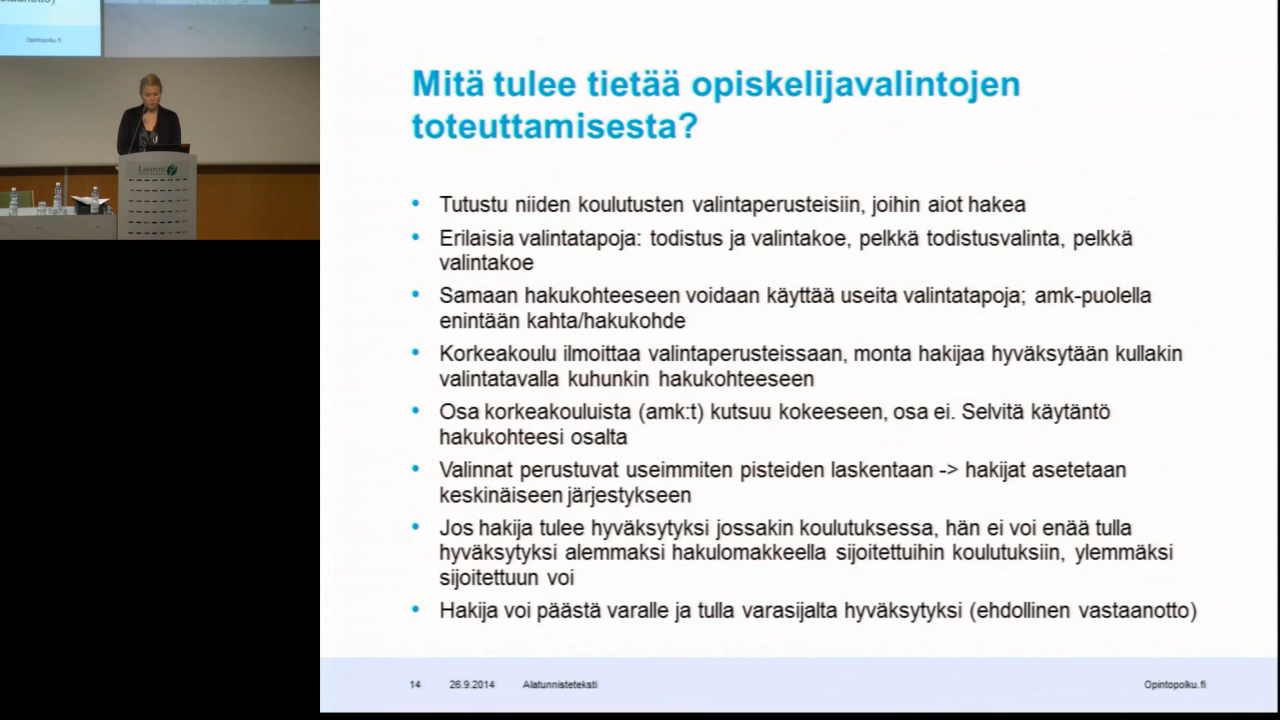 Opintopolku.fi
Laurea
Mitä tulee tietää opiskelijavalintojen
toteuttamisesta?
• Tutustu niiden koulutusten valintaperusteisiin, joihin aiot hakea
• Erilaisia valintatapoja: todistus ja valintakoe, pelkkä todistusvalinta, pelkkä
valintakoe
• Samaan hakukohteeseen voidaan käyttää useita valintatapoja; amk-puolella
enintään kahta/hakukohde
• Korkeakoulu ilmoittaa valintaperusteissaan, monta hakijaa hyväksytään kullakin
valintatavalla kuhunkin hakukohteeseen
• Osa korkeakouluista (amk:t) kutsuu kokeeseen, osa ei. Selvitä käytäntö
hakukohteesi osalta
• Valinnat perustuvat useimmiten pisteiden laskentaan -> hakijat asetetaan
keskinäiseen järjestykseen
• Jos hakija tulee hyväksytyksi jossakin koulutuksessa, hän ei voi enää tulla
hyväksytyksi alemmaksi hakulomakkeella sijoitettuihin koulutuksiin, ylemmäksi
sijoitettuun voi
• Hakija voi päästä varalle ja tulla varasijalta hyväksytyksi (ehdollinen vastaanotto)
14 26.9.2014 Alatunnisteteksti Opintopolku.fi